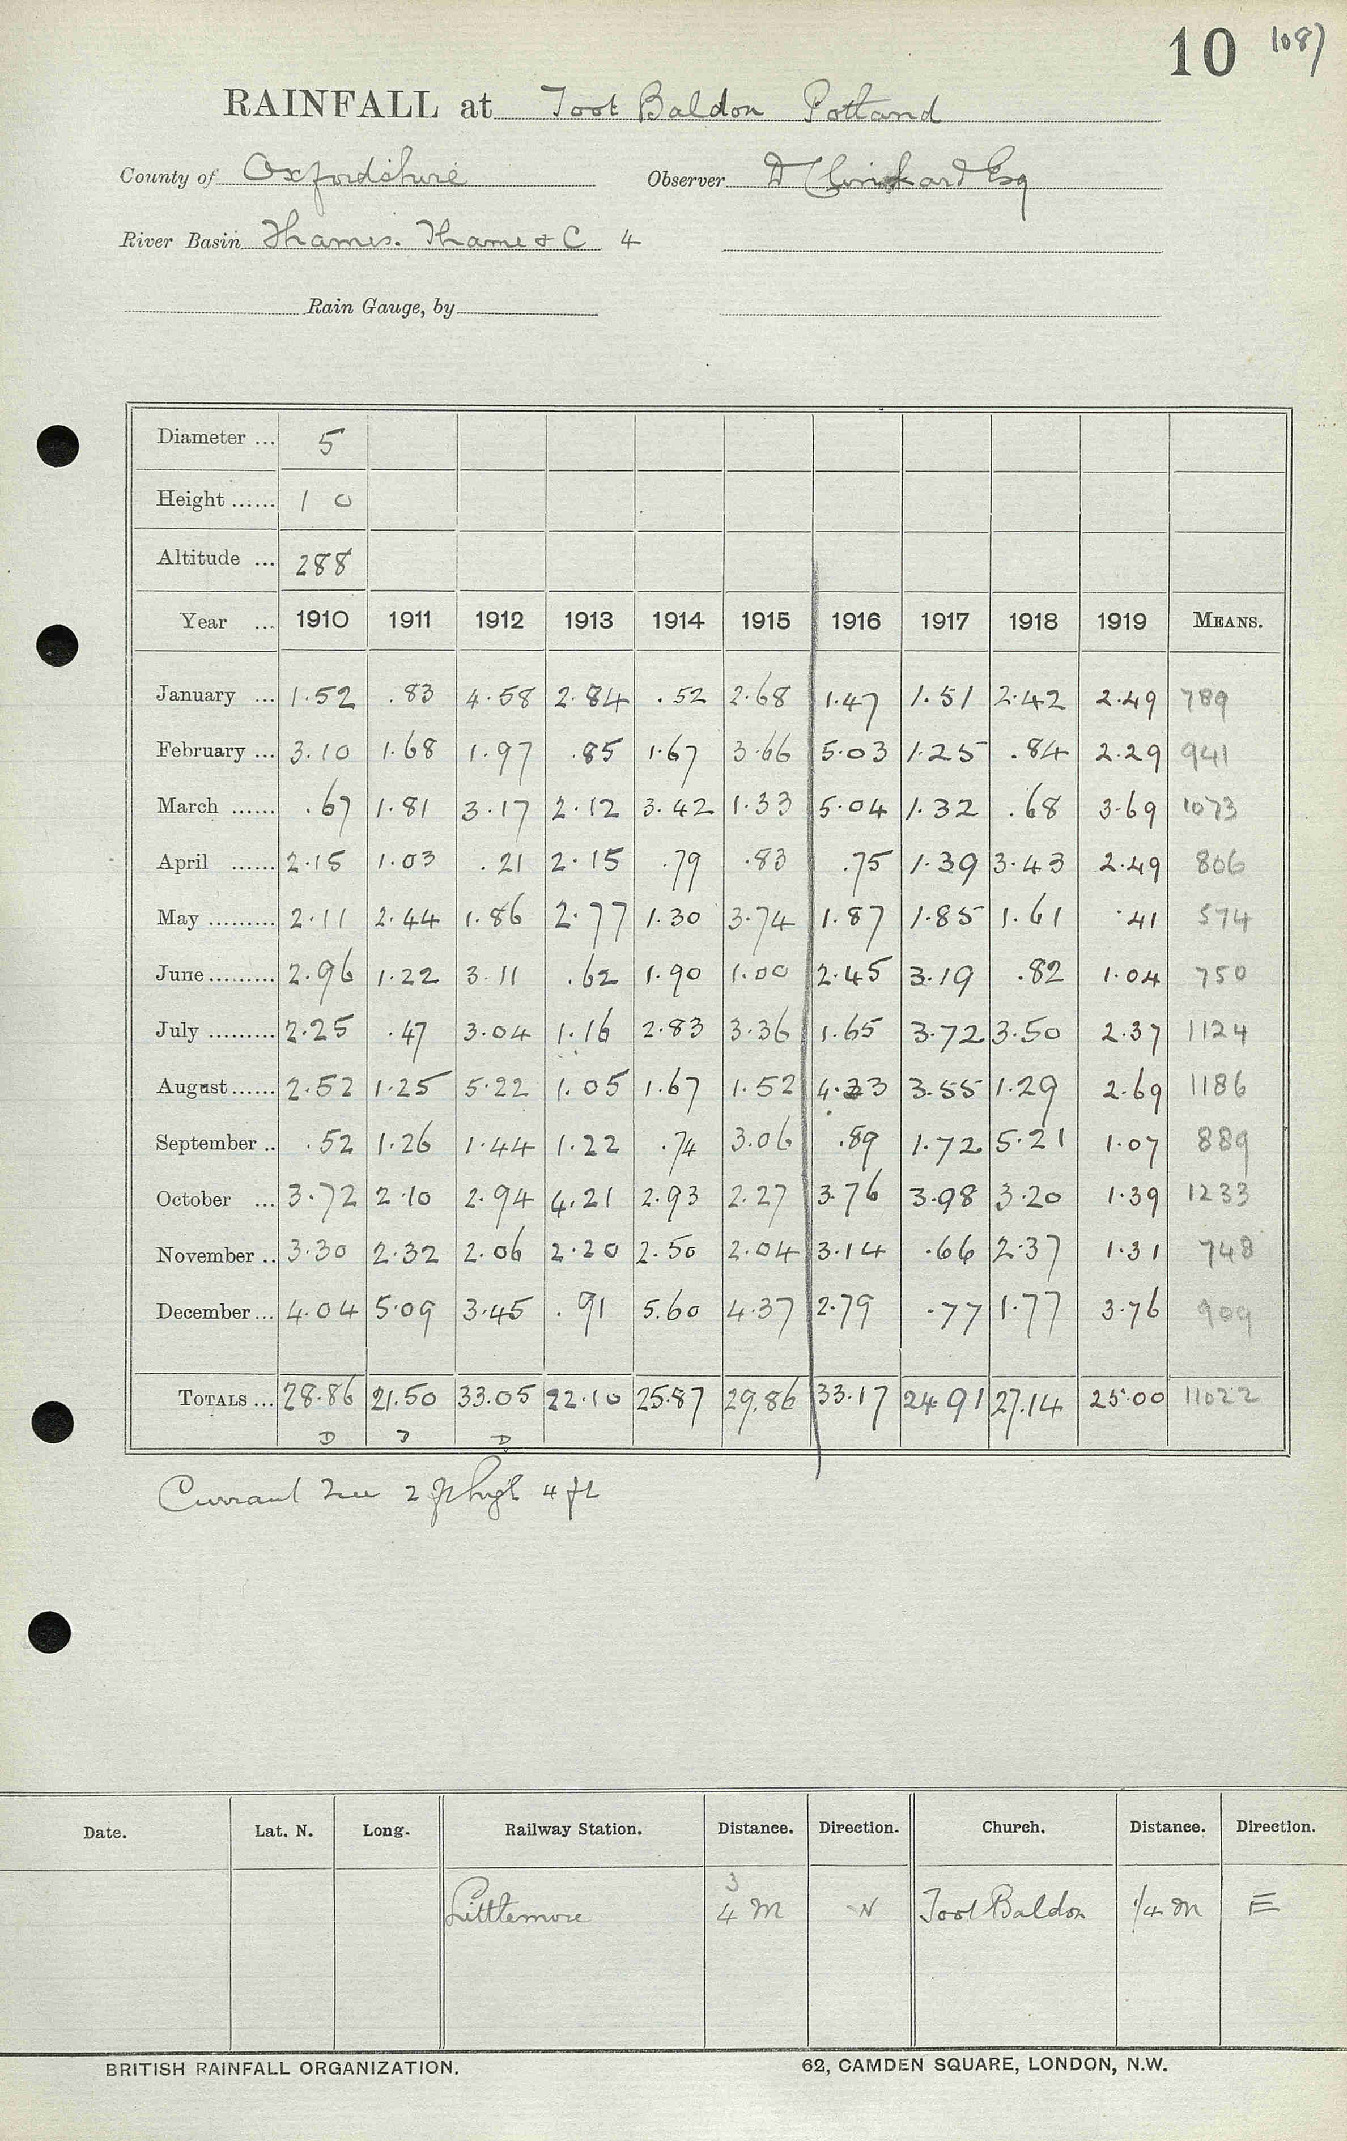 10 1087
RAINFALL at Toot Baldon Potland
County of Oxfordshire Observer D Esq
River Basin Thames. Thame & C 4
Rain Gauge, by
Diameter ... 5
Height ...... 1 0
Altitude ... 288
Year ... 1910 1911 1912 1913 1914 1915 1916 1917 1918 1919 MEANS.
January ... 1.52 .83 4.58 2.84 .52 2.68 1.47 1.51 2.42 2.49 789
February ... 3.10 1.68 1.97 .85 1.67 3.66 5.03 1.25 .84 2.29 941
March ...... .67 1.81 3.17 2.12 3.42 1.33 5.04 1.32 .68 3.69 1073
April ...... 2.15 1.03 .21 2.15 .79 .83 .75 1.39 3.43 2.49 806
May ......... 2.11 2.44 1.86 2.77 1.30 3.74 1.87 1.85 1.61 .41 574
June ......... 2.96 1.22 3.11 .62 1.90 1.00 2.45 3.19 .82 1.04 750
July ......... 2.25 .47 3.04 1.16 2.83 3.36 1.65 3.72 3.50 2.37 1124
August ...... 2.52 1.25 5.22 1.05 1.67 1.52 4.33 3.55 1.29 2.69 1186
September .. .52 1.26 1.44 1.22 .74 3.06 .89 1.72 5.21 1.07 889
October ... 3.72 2.10 2.94 4.21 2.93 2.27 3.76 3.98 3.20 1.39 1233
November .. 3.30 2.32 2.06 2.20 2.50 2.04 3.14 .66 2.37 1.31 748
December ... 4.04 5.09 3.45 .91 5.60 4.37 2.79 .77 1.77 3.76 909
TOTALS ... 28.86 21.50 33.05 22.10 25.87 29.86 33.17 24.91 27.14 25.00 11022
D D D
Currant Tree 2 ft high 4 ft
Date. Lat. N. Long. Railway Station. Distance. Direction. Church. Distance. Direction.
3
Littlemore 4 M N Toot Baldon 1/4 m E
BRITISH RAINFALL ORGANIZATION. 62, CAMDEN SQUARE, LONDON, N.W.